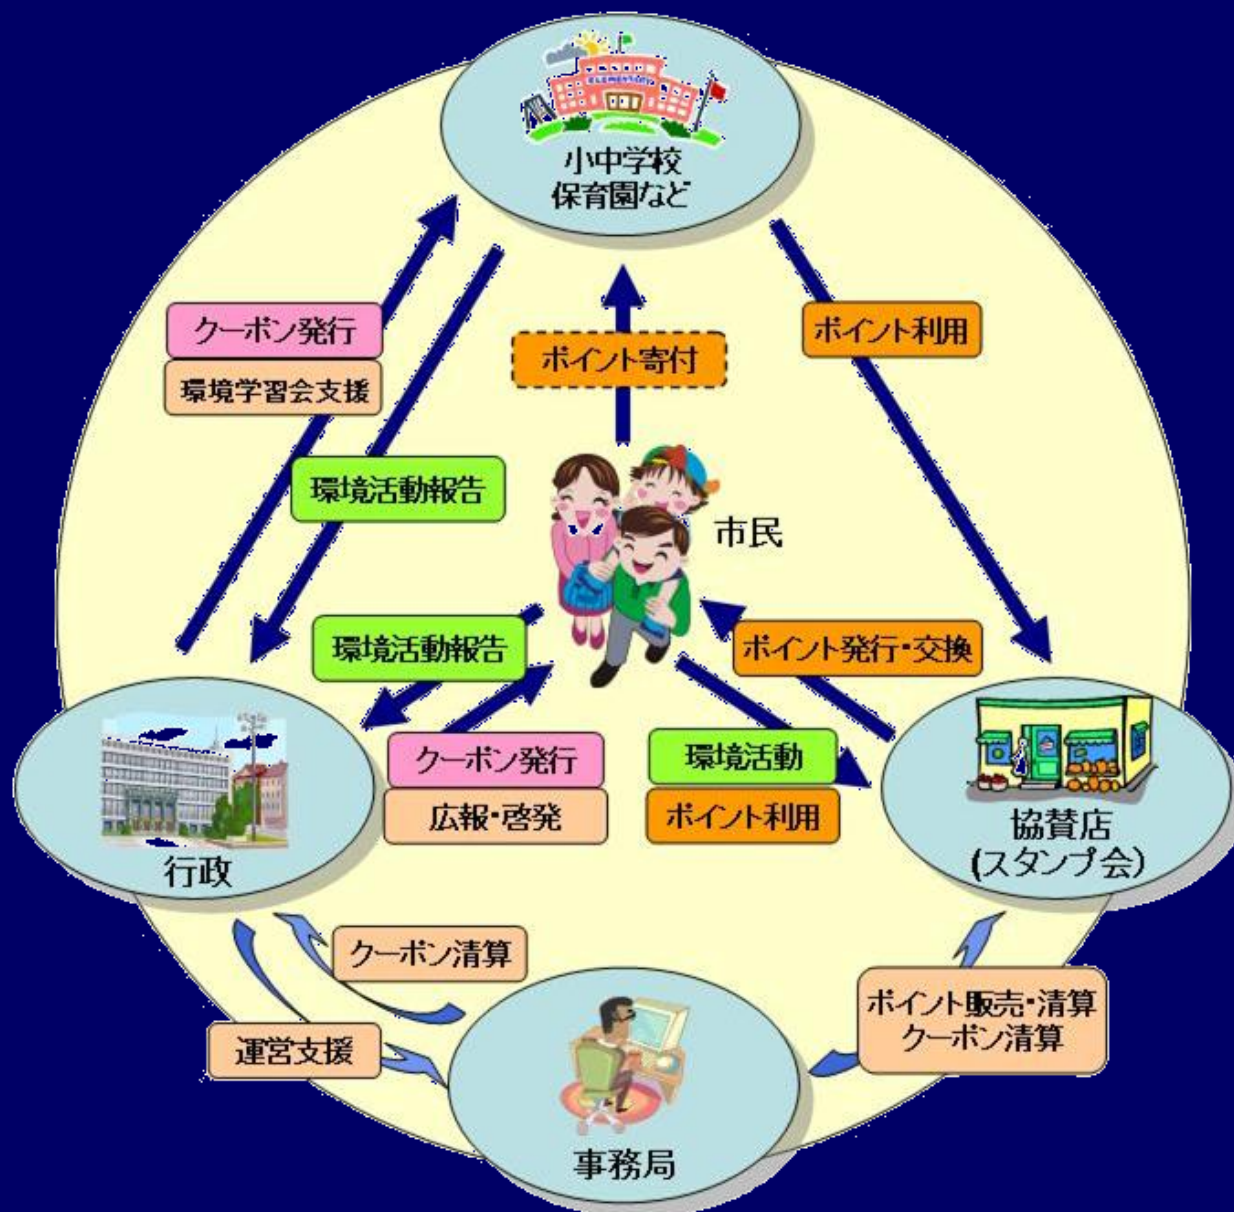 ELEMENTARY
小中学校
保育園など
クーポン発行
環境学習会支援
ポイント寄付
ポイント利用
環境活動報告
市民
環境活動報告
ポイント発行・交換
クーポン発行
広報・啓発
環境活動
ポイント利用
行政
協賛店
(スタンプ会)
クーポン清算
運営支援
ポイント販売・清算
クーポン清算
事務局